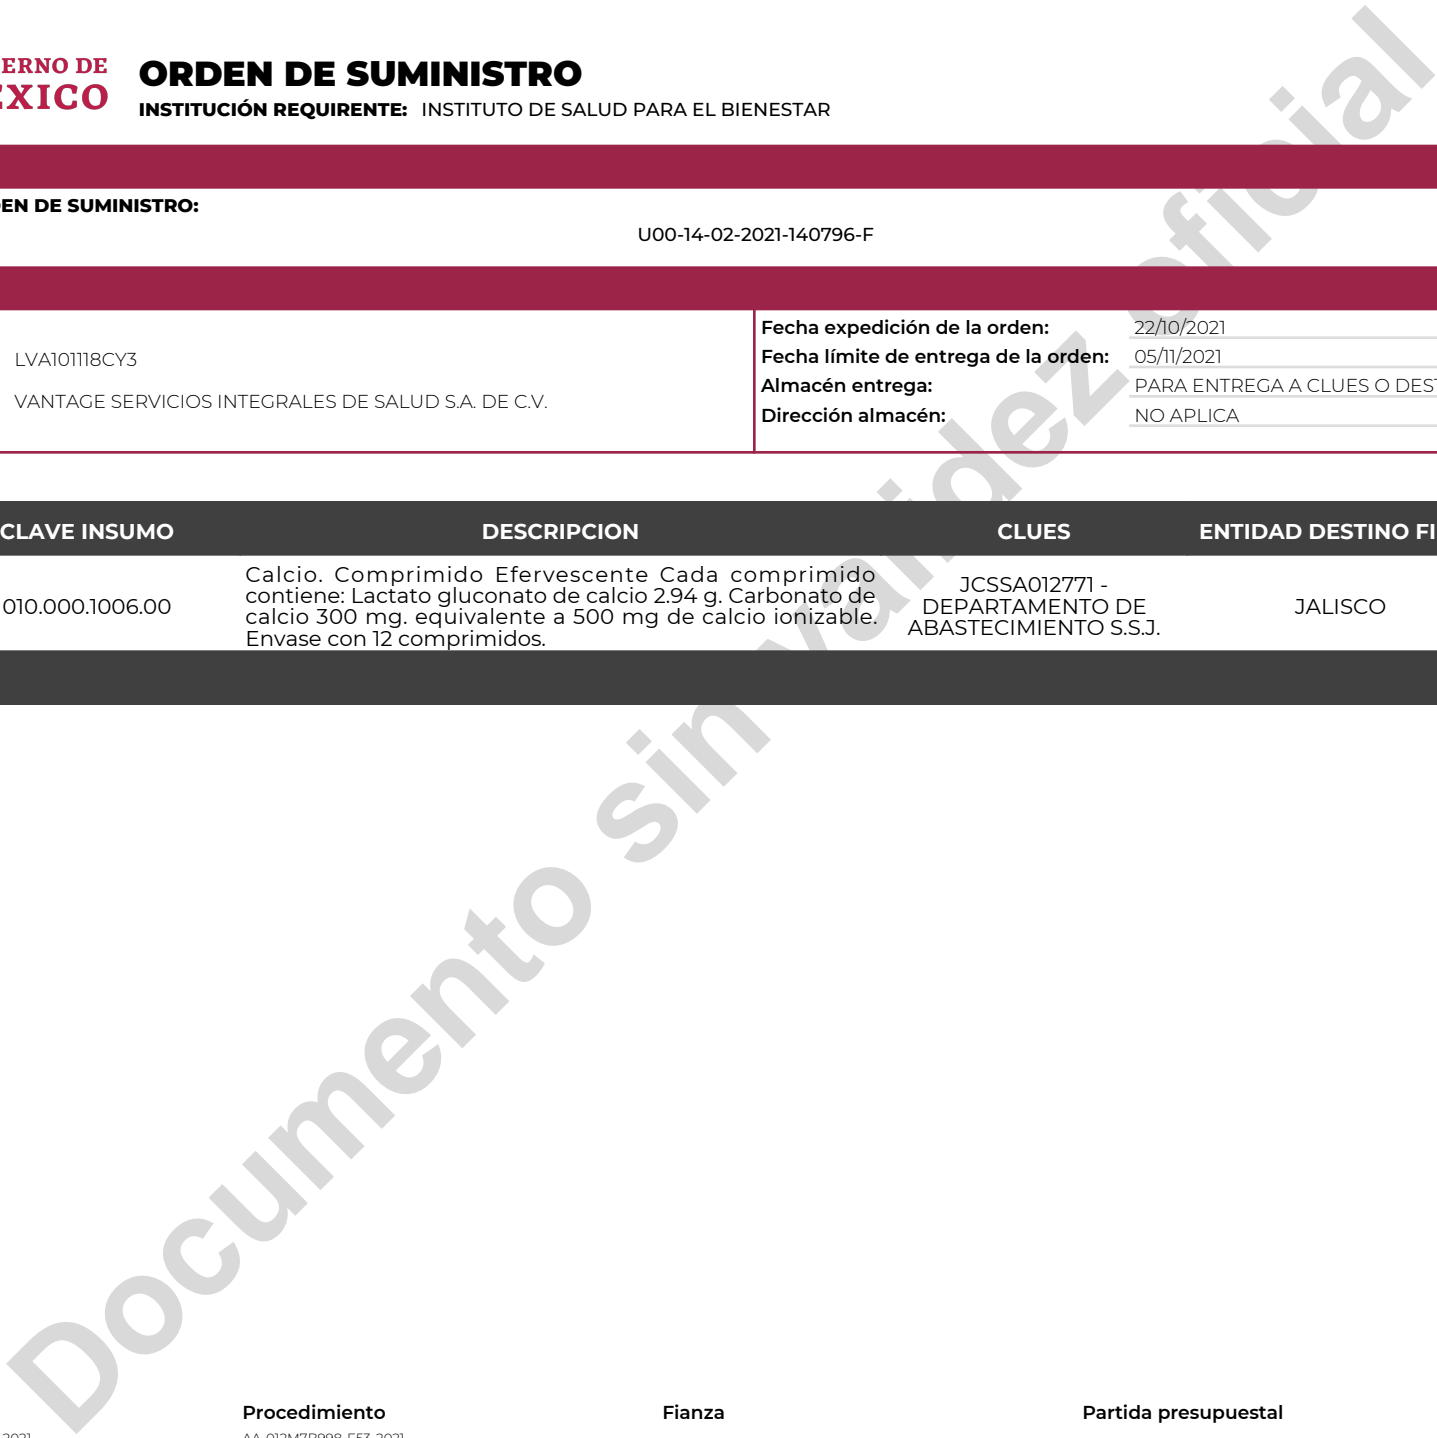 ERNO DE
ÉXICO
ORDEN DE SUMINISTRO
INSTITUCIÓN REQUIRENTE: INSTITUTO DE SALUD PARA EL BIENESTAR
EN DE SUMINISTRO:
U00-14-02-2021-140796-F
LVA101118CY3
VANTAGE SERVICIOS INTEGRALES DE SALUD S.A. DE C.V.
Fecha expedición de la orden: 22/10/2021
Fecha límite de entrega de la orden: 05/11/2021
Almacén entrega: PARA ENTREGA A CLUES O DEST
Dirección almacén: NO APLICA
CLAVE INSUMO DESCRIPCION CLUES ENTIDAD DESTINO FI
010.000.1006.00
Calcio. Comprimido Efervescente Cada comprimido
contiene: Lactato gluconato de calcio 2.94 g. Carbonato de
calcio 300 mg. equivalente a 500 mg de calcio ionizable.
Envase con 12 comprimidos.
JCSSA012771 -
DEPARTAMENTO DE
ABASTECIMIENTO S.S.J.
JALISCO
Documento sin validez oficial
Procedimiento Fianza Partida presupuestal